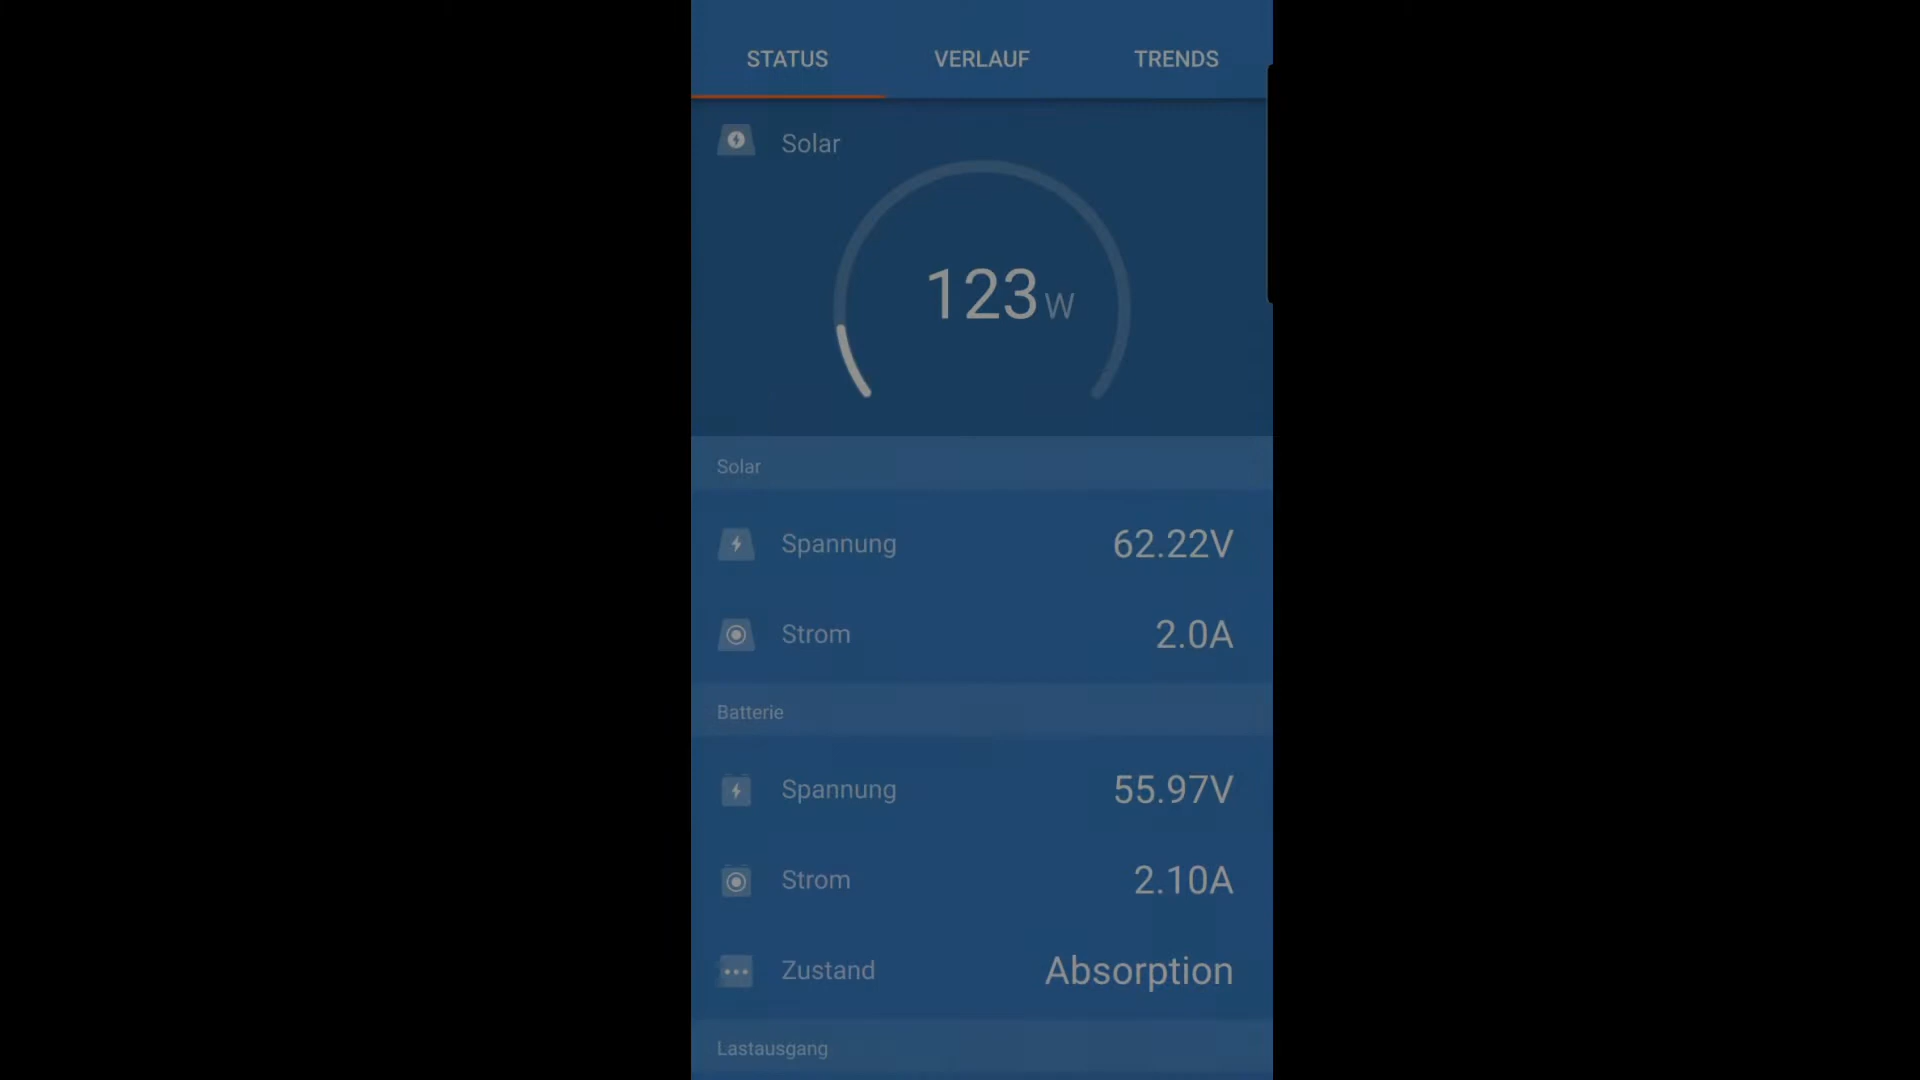 STATUS VERLAUF TRENDS
Solar
123W
Solar
Spannung 62.22V
Strom 2.0A
Batterie
Spannung 55.97V
Strom 2.10A
Zustand Absorption
Lastausgang